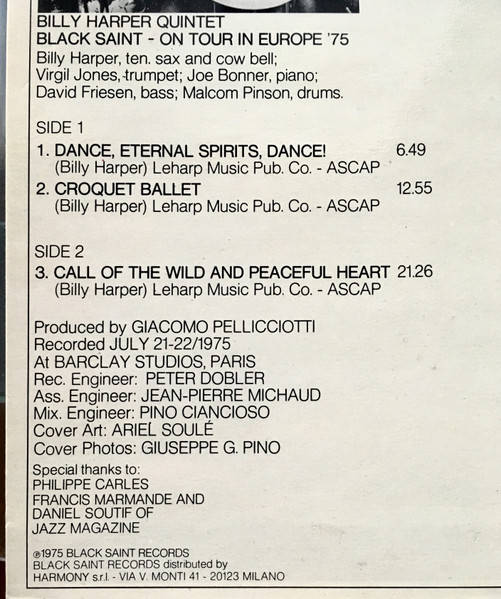 BILLY HARPER QUINTET
BLACK SAINT - ON TOUR IN EUROPE '75
Billy Harper, ten. sax and cow bell;
Virgil Jones, trumpet; Joe Bonner, piano;
David Friesen, bass; Malcom Pinson, drums.
SIDE 1
1. DANCE, ETERNAL SPIRITS, DANCE! 6.49
(Billy Harper) Leharp Music Pub. Co. - ASCAP
2. CROQUET BALLET 12.55
(Billy Harper) Leharp Music Pub. Co. - ASCAP
SIDE 2
3. CALL OF THE WILD AND PEACEFUL HEART 21.26
(Billy Harper) Leharp Music Pub. Co. - ASCAP
Produced by GIACOMO PELLICCIOTTI
Recorded JULY 21-22/1975
At BARCLAY STUDIOS, PARIS
Rec. Engineer: PETER DOBLER
Ass. Engineer: JEAN-PIERRE MICHAUD
Mix. Engineer: PINO CIANCIOSO
Cover Art: ARIEL SOULÉ
Cover Photos: GIUSEPPE G. PINO
Special thanks to:
PHILIPPE CARLES
FRANCIS MARMANDE AND
DANIEL SOUTIF OF
JAZZ MAGAZINE
℗1975 BLACK SAINT RECORDS
BLACK SAINT RECORDS distributed by
HARMONY s.r.l. - VIA V. MONTI 41 - 20123 MILANO